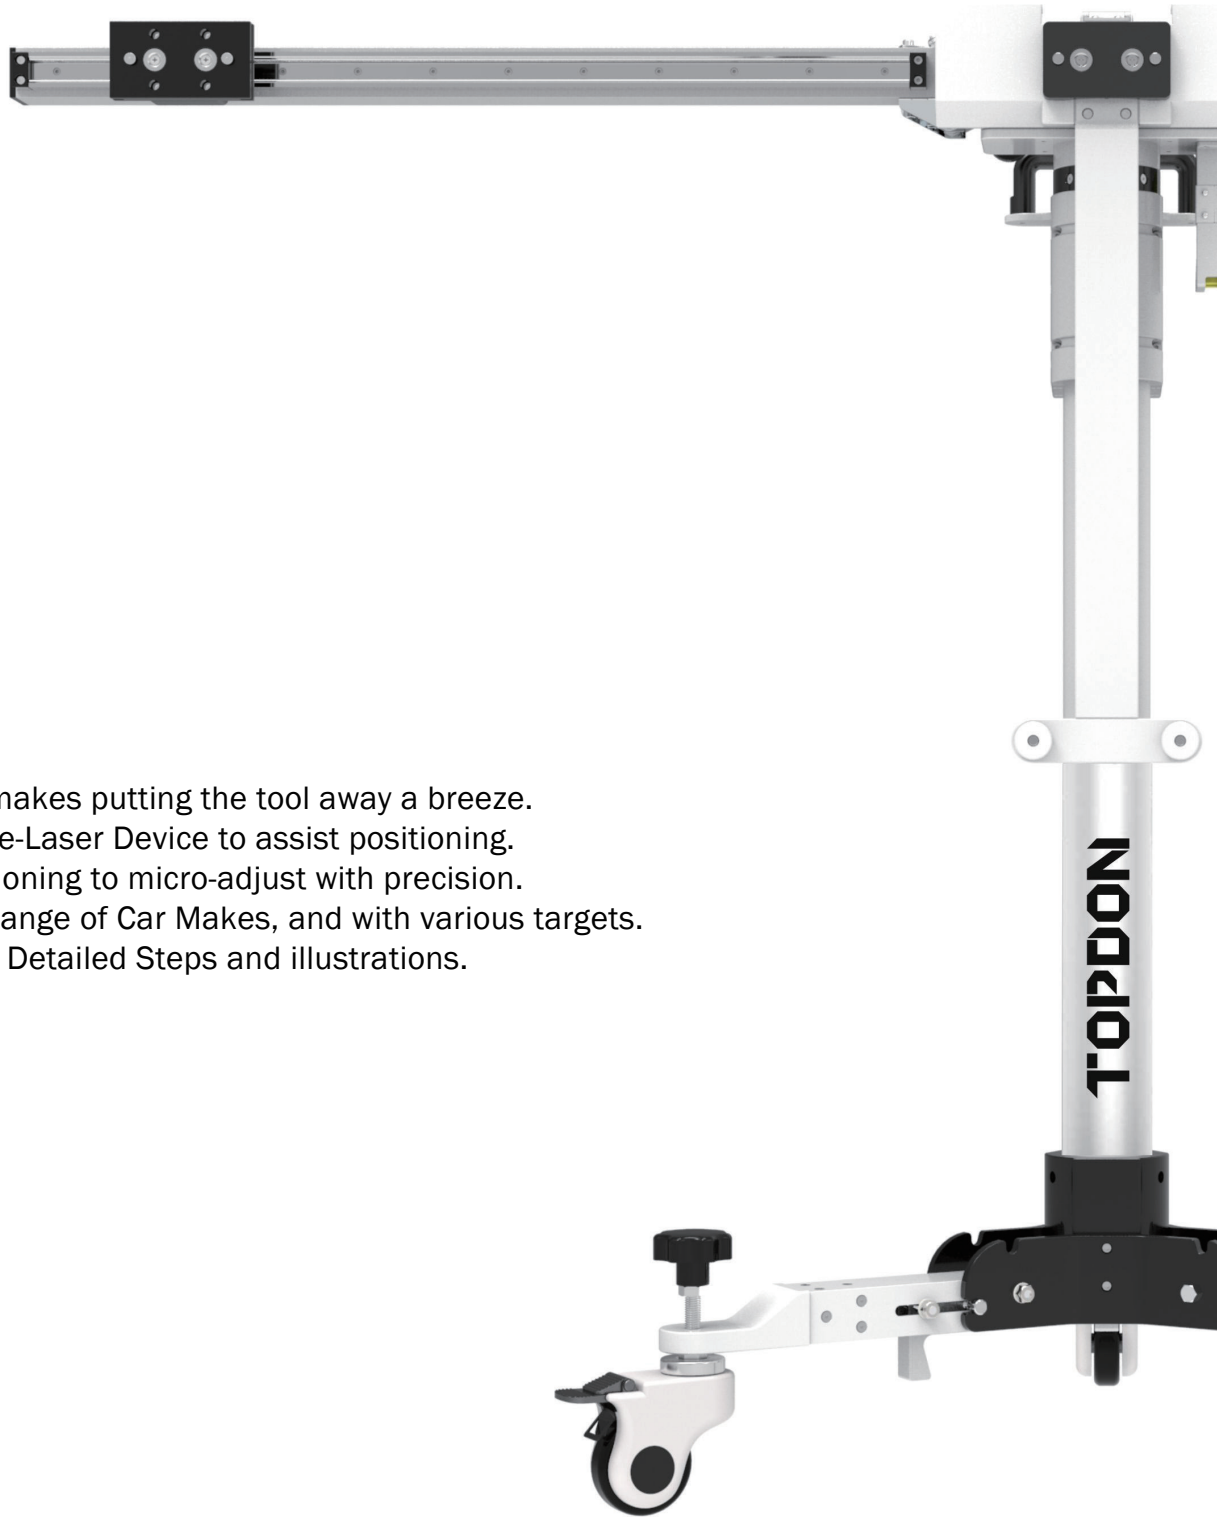 makes putting the tool away a breeze.
e-Laser Device to assist positioning.
oning to micro-adjust with precision.
ange of Car Makes, and with various targets.
Detailed Steps and illustrations.
TOPDON